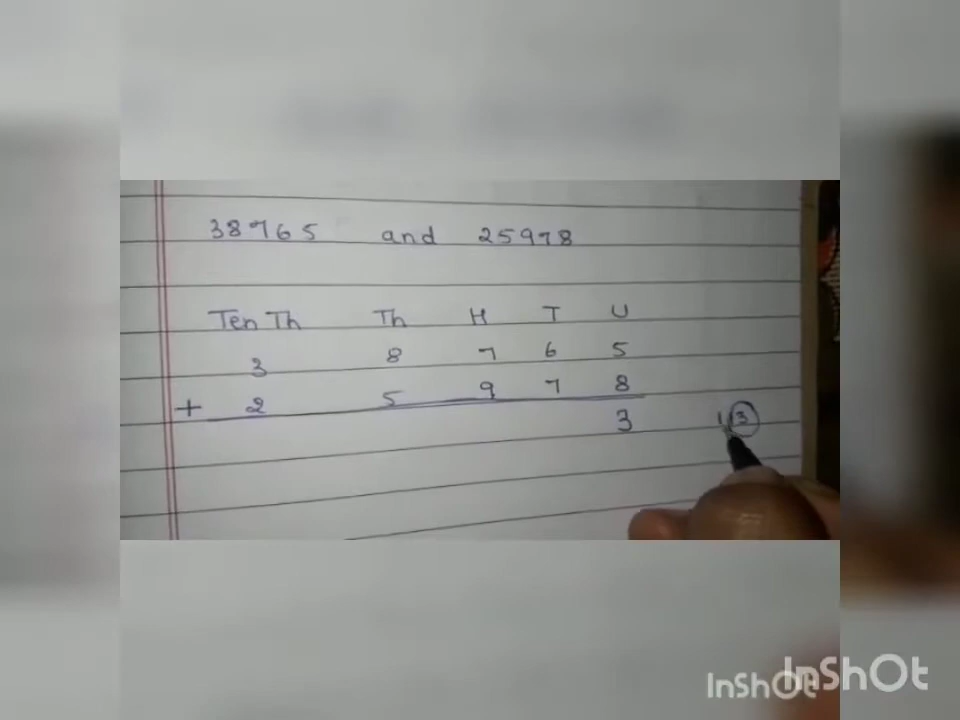 38765 and 25978
Ten Th Th H T U
3 8 7 6 5
+ 2 5 9 7 8
3 13
InShOt InShOt